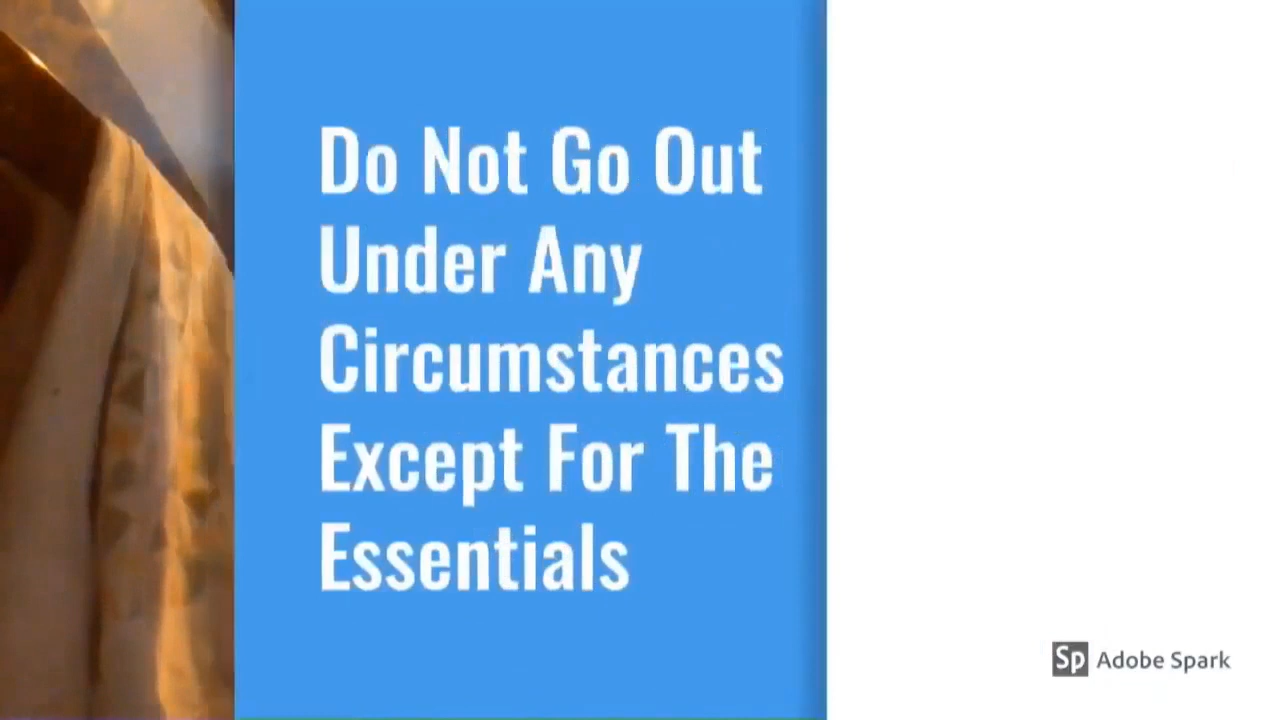 Do Not Go Out
Under Any
Circumstances
Except For The
Essentials
Sp Adobe Spark